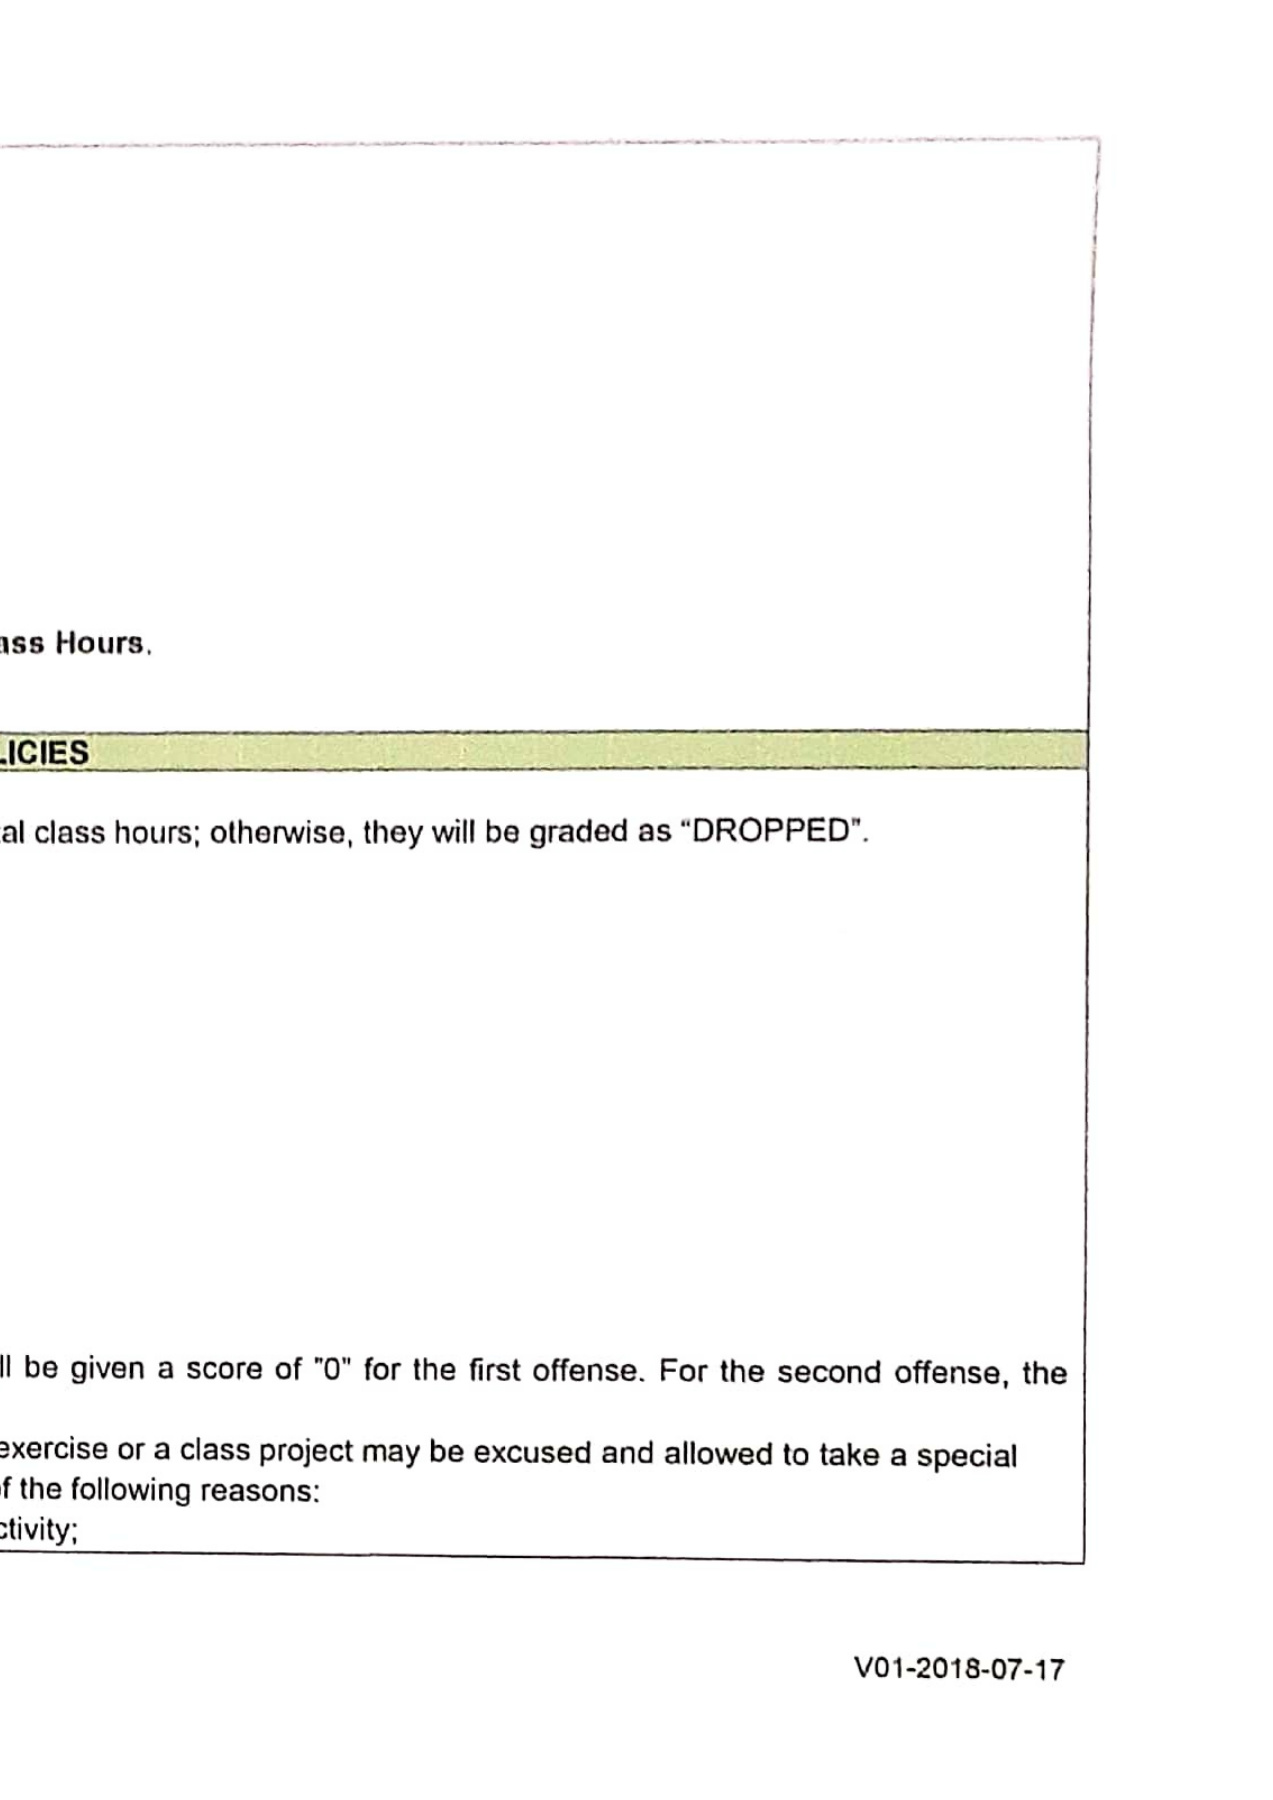 ass Hours.
LICIES
tal class hours; otherwise, they will be graded as “DROPPED”.
ll be given a score of "0" for the first offense. For the second offense, the
exercise or a class project may be excused and allowed to take a special
of the following reasons:
ctivity;
V01-2018-07-17